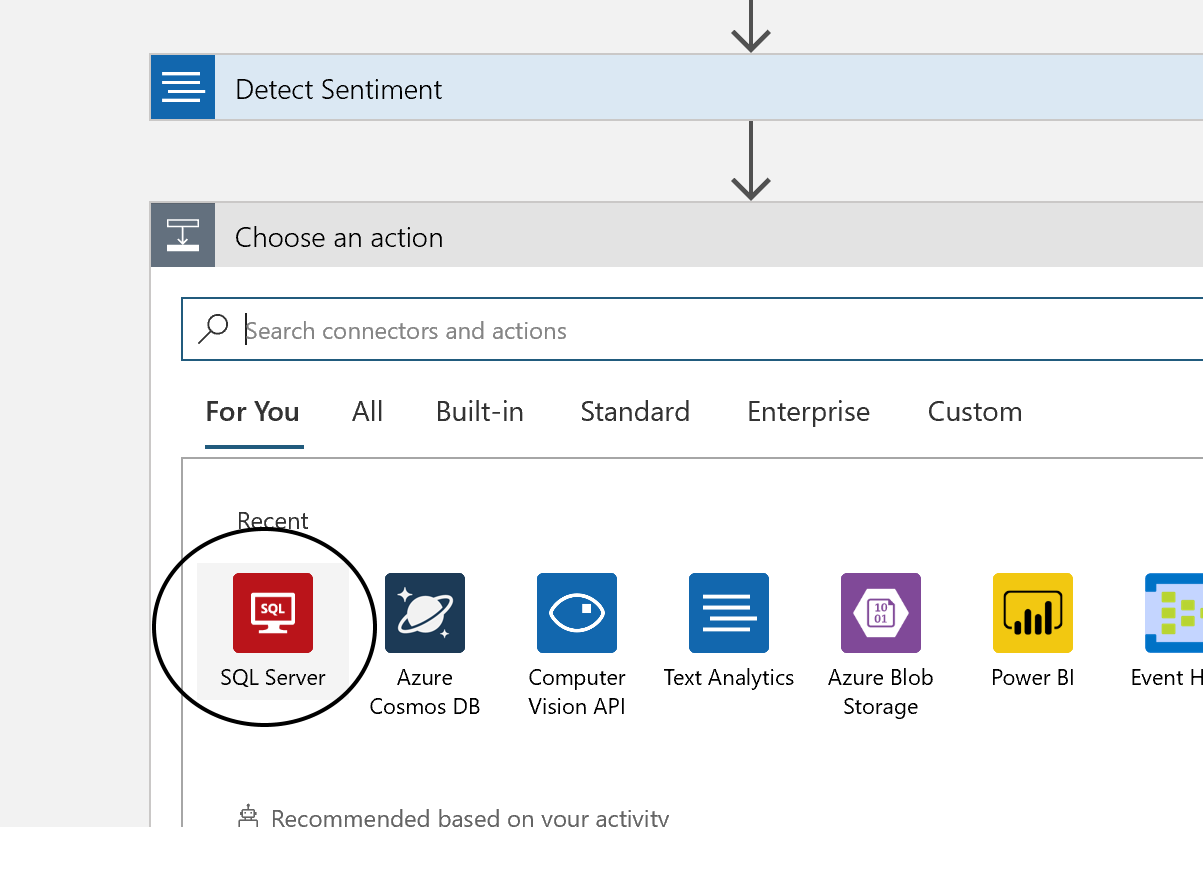 Detect Sentiment
Choose an action
Search connectors and actions
For You All Built-in Standard Enterprise Custom
Recent
SQL
10
01
SQL Server
Azure
Cosmos DB
Computer
Vision API
Text Analytics
Azure Blob
Storage
Power BI
Event H
Recommended based on your activity